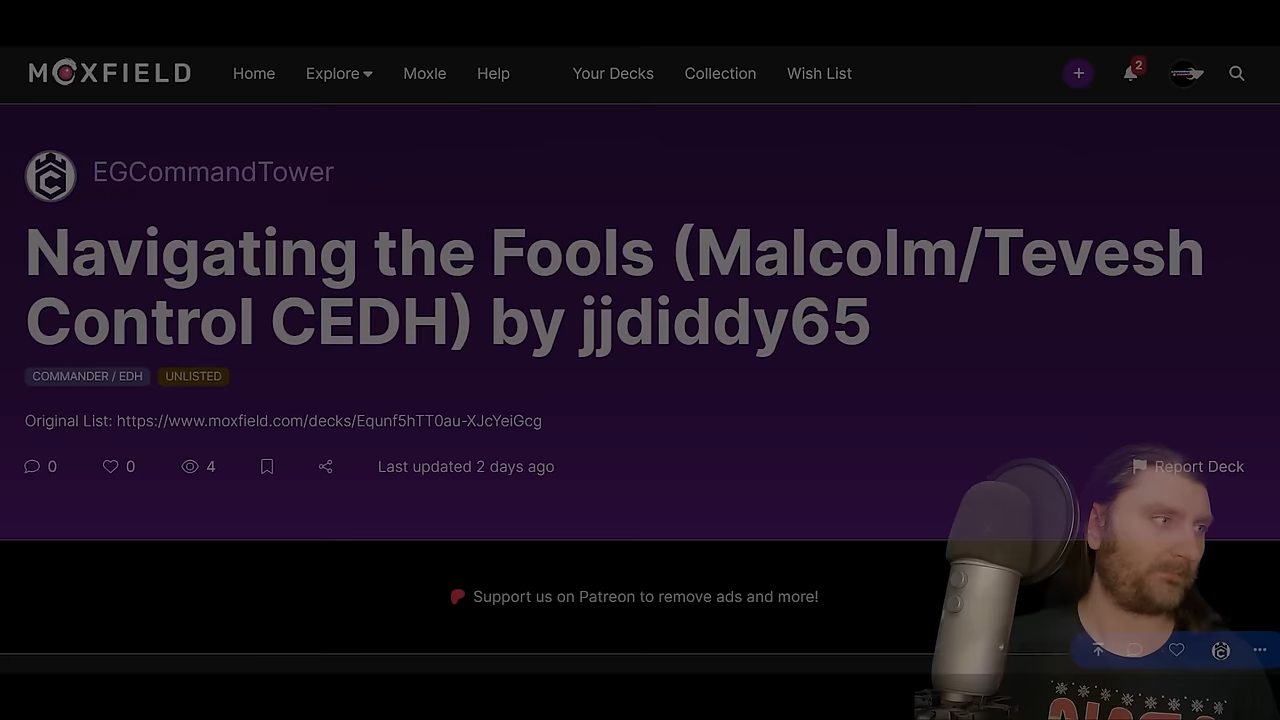 MOXFIELD
Home Explore Moxle Help Your Decks Collection Wish List
2
EGCommandTower
Navigating the Fools (Malcolm/Tevesh
Control CEDH) by jjdiddy65
COMMANDER / EDH UNLISTED
Original List: https://www.moxfield.com/decks/Equnf5hTT0au-XJcYeiGcg
0 0 4 Last updated 2 days ago Report Deck
Support us on Patreon to remove ads and more!